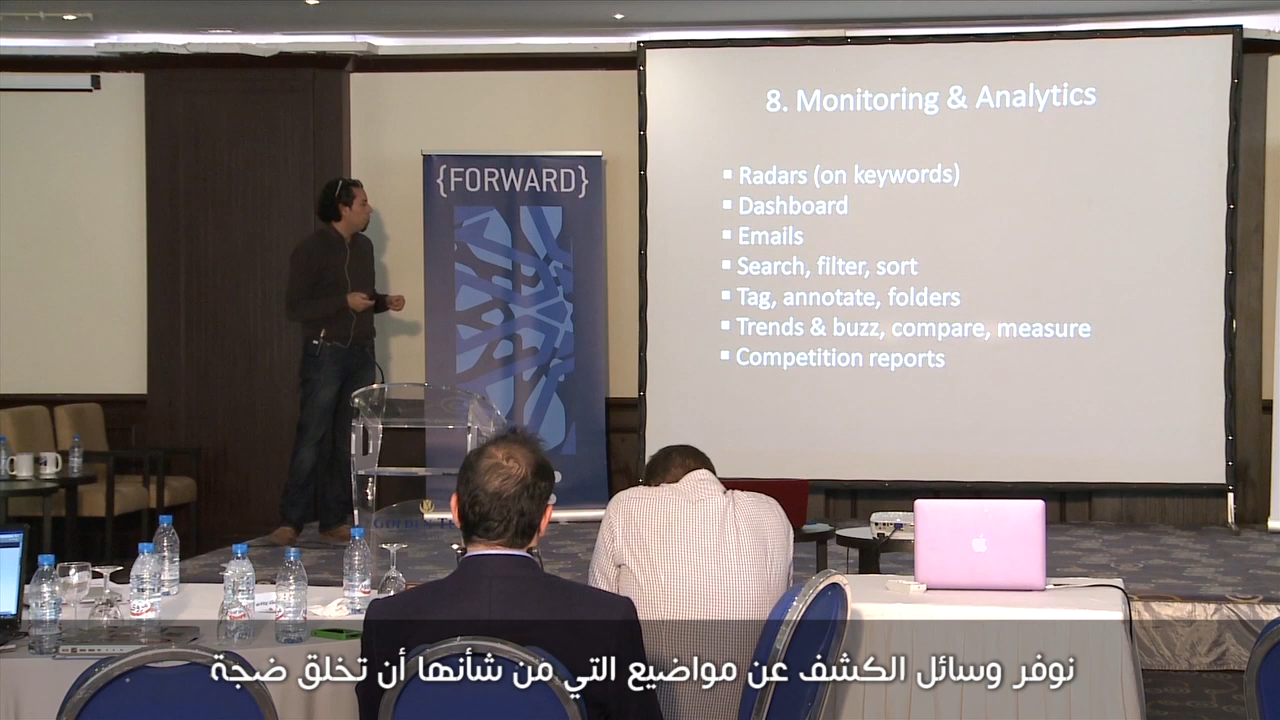 8. Monitoring & Analytics
{FORWARD}
▪ Radars (on keywords)
▪ Dashboard
▪ Emails
▪ Search, filter, sort
▪ Tag, annotate, folders
▪ Trends & buzz, compare, measure
▪ Competition reports
نوفر وسائل الكشف عن مواضيع التي من شأنها أن تخلق ضجة